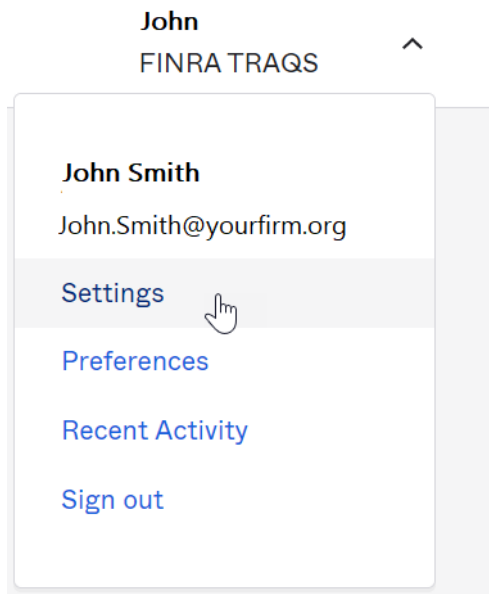 John
FINRA TRAQS
John Smith
John.Smith@yourfirm.org
Settings
Preferences
Recent Activity
Sign out